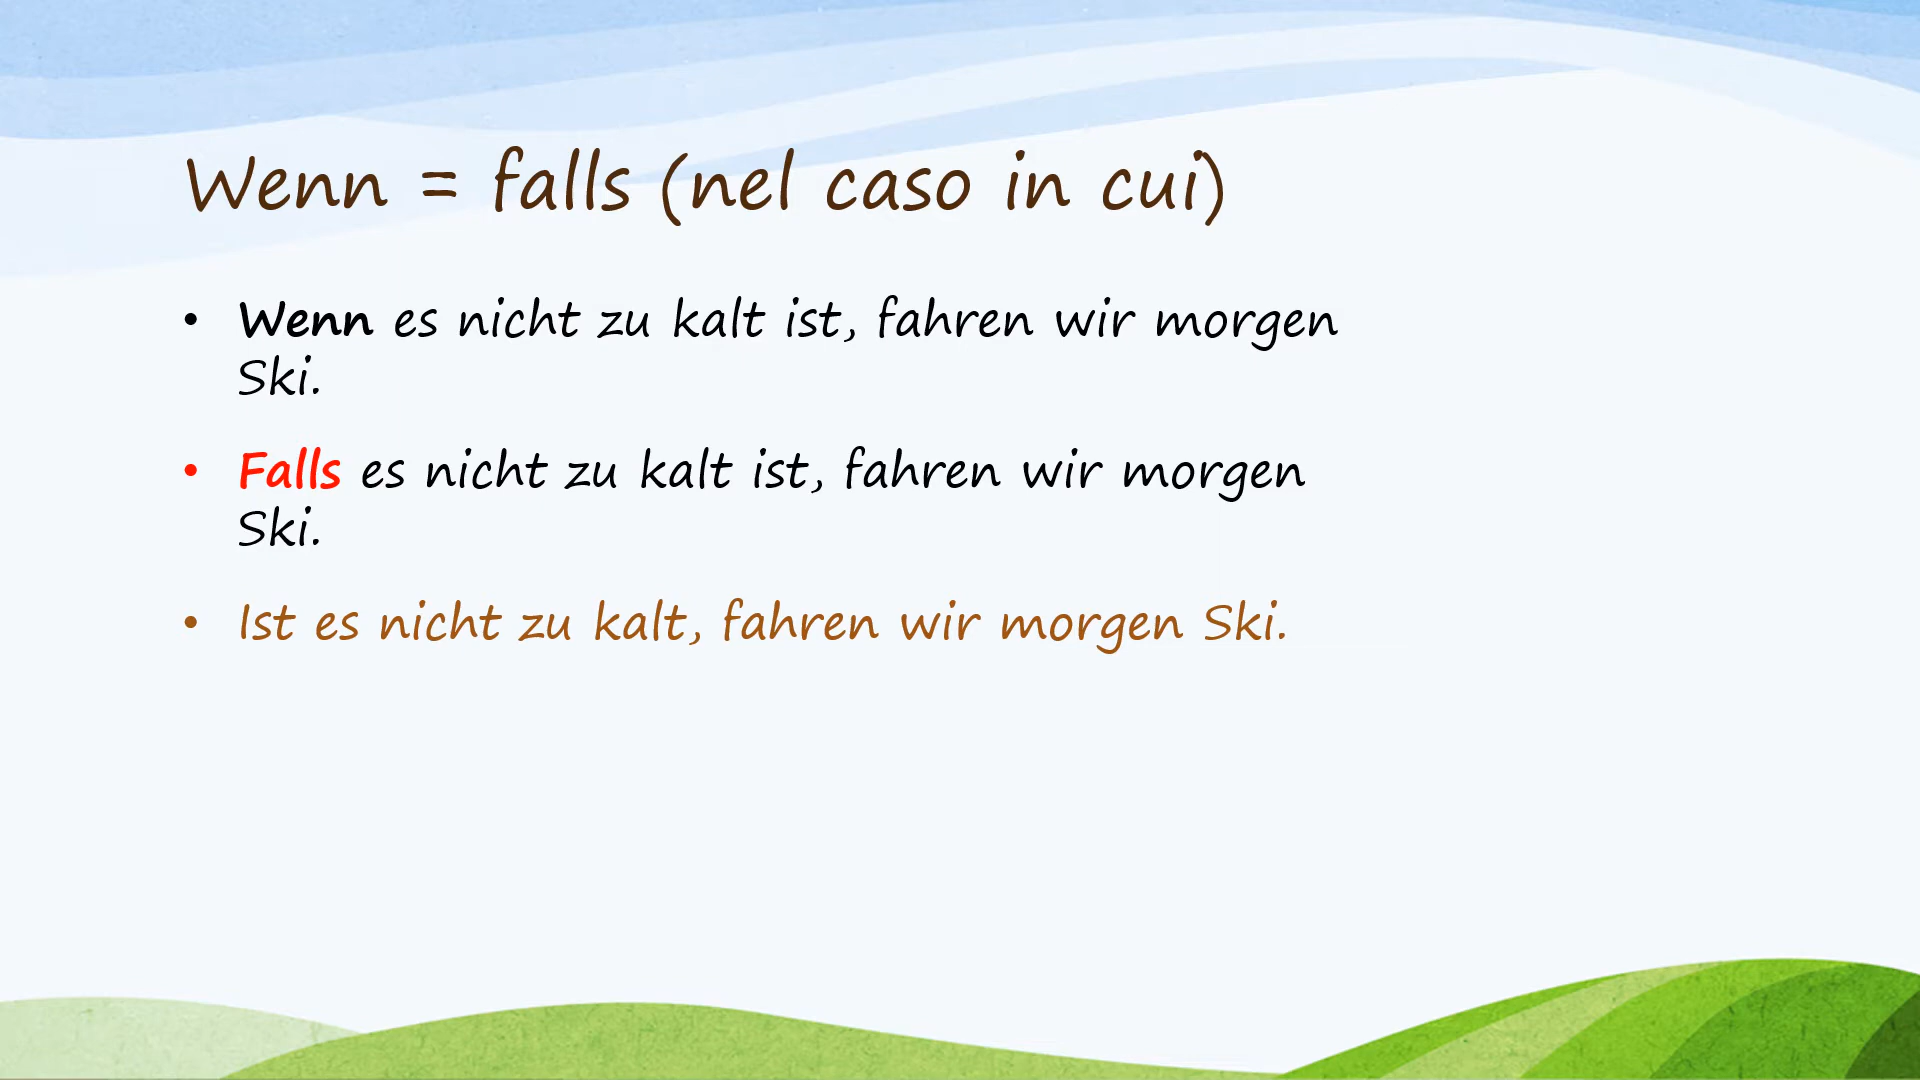 Wenn = falls (nel caso in cui)
• Wenn es nicht zu kalt ist, fahren wir morgen
Ski.
• Falls es nicht zu kalt ist, fahren wir morgen
Ski.
• Ist es nicht zu kalt, fahren wir morgen Ski.